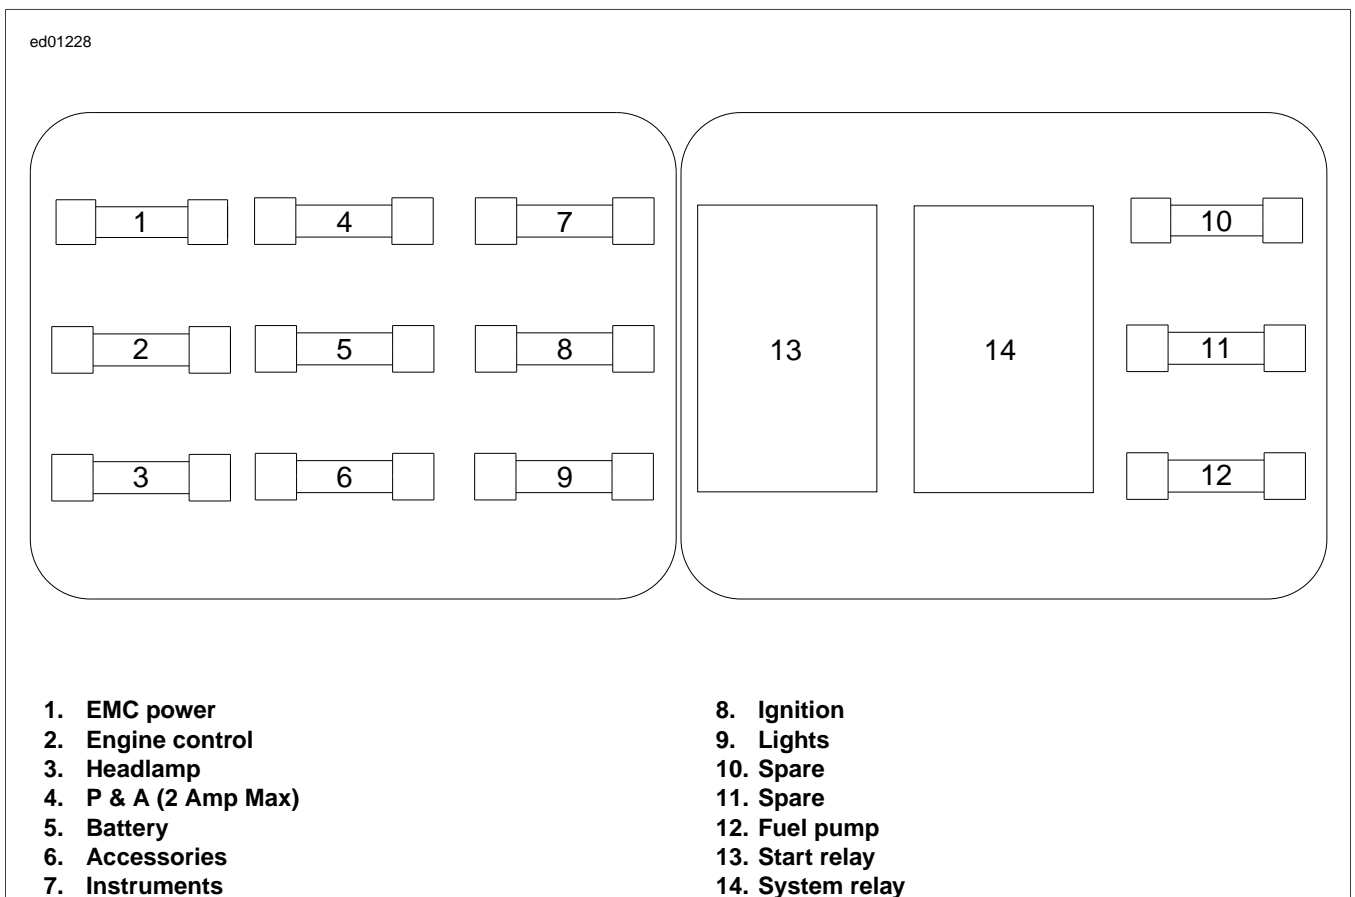 ed01228
1 4 7 10
2 5 8 13 14 11
3 6 9 12
1. EMC power
2. Engine control
3. Headlamp
4. P & A (2 Amp Max)
5. Battery
6. Accessories
7. Instruments
8. Ignition
9. Lights
10. Spare
11. Spare
12. Fuel pump
13. Start relay
14. System relay